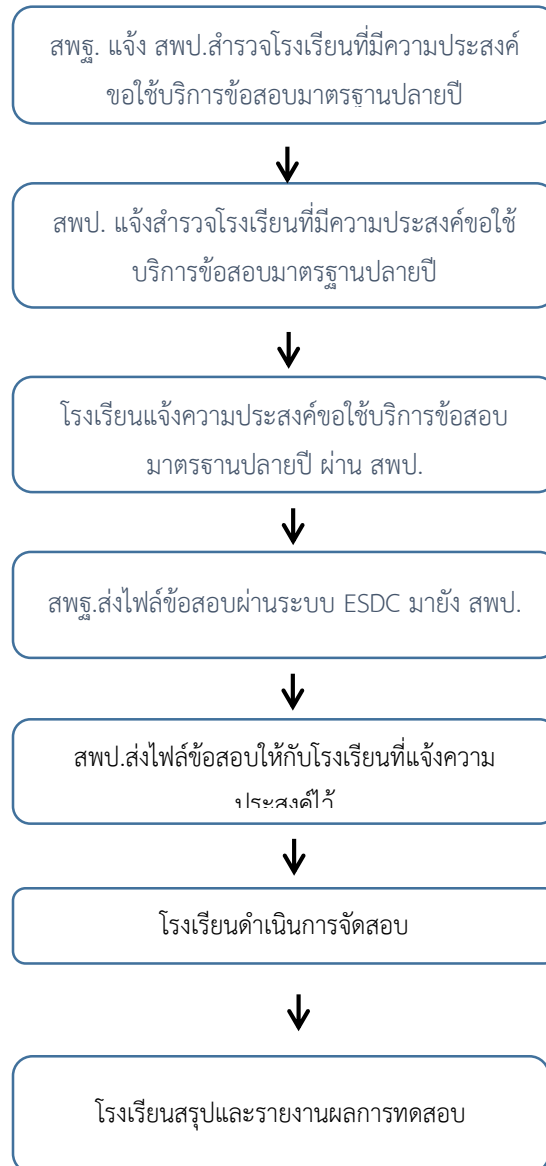 สพฐ. แจ้ง สพป.สำรวจโรงเรียนที่มีความประสงค์
ขอใช้บริการข้อสอบมาตรฐานปลายปี
สพป. แจ้งสำรวจโรงเรียนที่มีความประสงค์ขอใช้
บริการข้อสอบมาตรฐานปลายปี
โรงเรียนแจ้งความประสงค์ขอใช้บริการข้อสอบ
มาตรฐานปลายปี ผ่าน สพป.
สพฐ.ส่งไฟล์ข้อสอบผ่านระบบ ESDC มายัง สพป.
สพป.ส่งไฟล์ข้อสอบให้กับโรงเรียนที่แจ้งความ
ประสงค์ไว้
โรงเรียนดำเนินการจัดสอบ
โรงเรียนสรุปและรายงานผลการทดสอบ